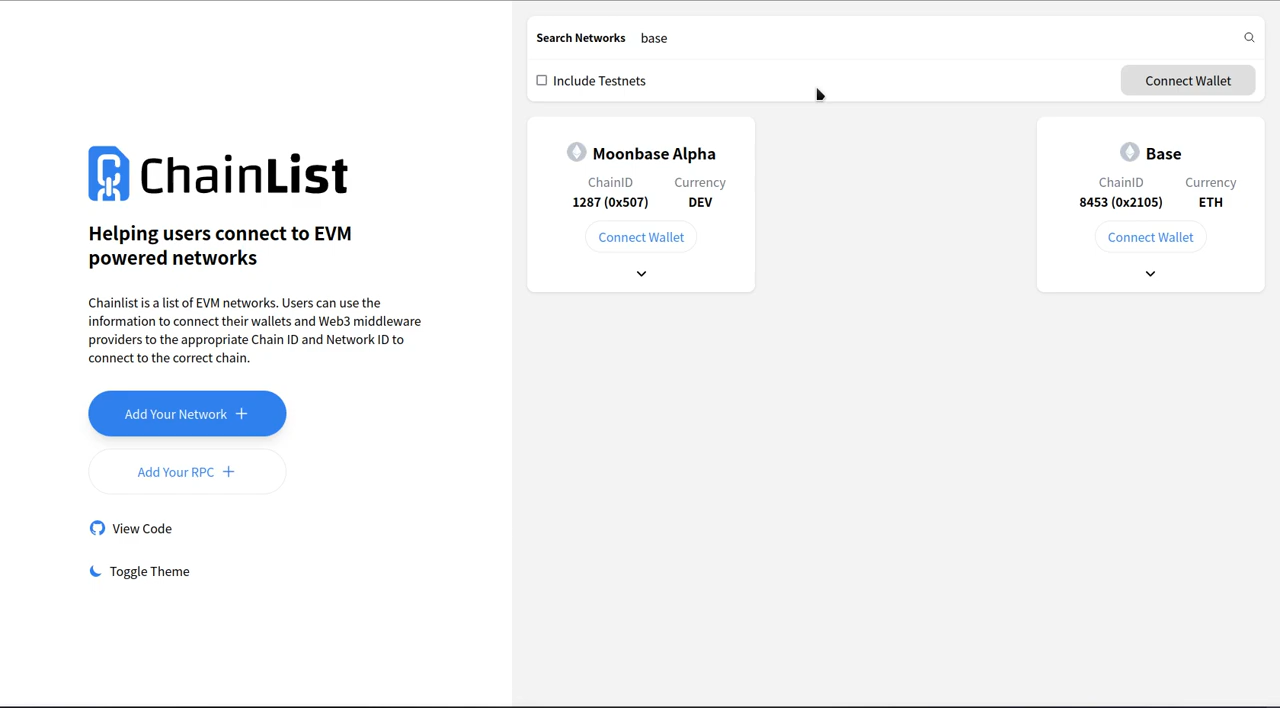 ChainList
Helping users connect to EVM
powered networks
Chainlist is a list of EVM networks. Users can use the
information to connect their wallets and Web3 middleware
providers to the appropriate Chain ID and Network ID to
connect to the correct chain.
Add Your Network
Add Your RPC
View Code
Toggle Theme
Search Networks base
Include Testnets
Connect Wallet
Moonbase Alpha
ChainID Currency
1287 (0x507) DEV
Connect Wallet
Base
ChainID Currency
8453 (0x2105) ETH
Connect Wallet